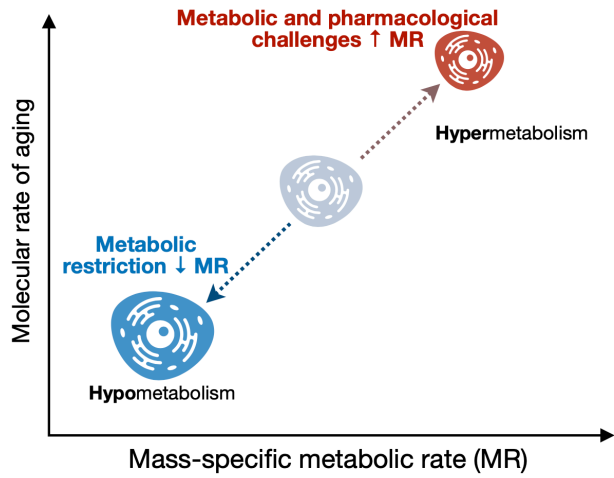 Metabolic and pharmacological
challenges ↑ MR
Hypermetabolism
Molecular rate of aging
Metabolic
restriction ↓ MR
Hypometabolism
Mass-specific metabolic rate (MR)